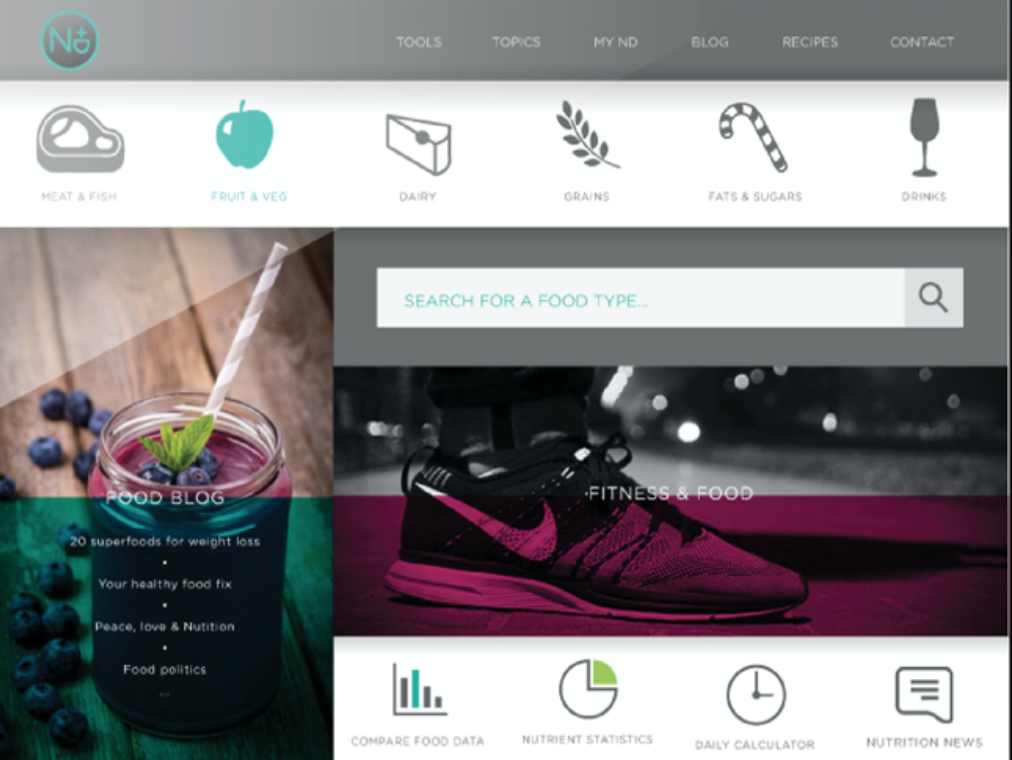 ND
TOOLS
TOPICS
MY ND
BLOG
RECIPES
CONTACT
MEAT & FISH
FRUIT & VEG
DAIRY
GRAINS
FATS & SUGARS
DRINKS
SEARCH FOR A FOOD TYPE...
FOOD BLOG
20 superfoods for weight loss
Your healthy food fix
Peace, love & Nutition
Food politics
...
FITNESS & FOOD
COMPARE FOOD DATA
NUTRIENT STATISTICS
DAILY CALCULATOR
NUTRITION NEWS